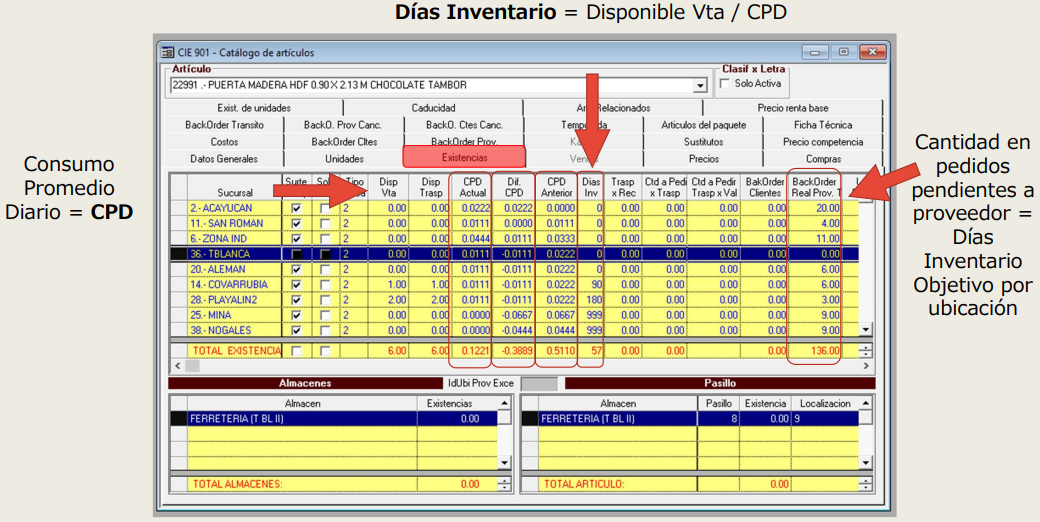 Días Inventario = Disponible Vta / CPD
CIE 901 - Catálogo de artículos
Artículo
Clasif x Letra
22991 .- PUERTA MADERA HDF 0.90 X 2.13 M CHOCOLATE TAMBOR
Solo Activa
Exist. de unidades Caducidad Relacionados Precio renta base
BackOrder Transito BackO. Prov Canc. BackO. Ctes Canc. Articulos del paquete Ficha Técnica
Costos BackOrder Cltes BackOrder Prov. Sustitutos Precio competencia
Datos Generales Unidades Existencias Precios Compras
Consumo
Promedio
Diario = CPD
Cantidad en
pedidos
pendientes a
proveedor =
Días
Inventario
Objetivo por
ubicación
Surte Tipo Disp Disp CPD Dif. CPD Dias Trasp Ctd a Pedi Ctd a Pedi BakOrder BackOrder
Sucursal Vta Trasp Actual CPD Anterior Inv x Rec x Trasp Trasp x Val Clientes Real Prov. T
2.- ACAYUCAN 2 0.00 0.00 0.0222 0.0222 0.0000 0 0.00 0.00 0.00 0.00 20.00
11.- SAN ROMAN 2 0.00 0.00 0.0111 0.0000 0.0111 0 0.00 0.00 0.00 0.00 4.00
6.- ZONA IND 2 0.00 0.00 0.0444 0.0111 0.0333 0 0.00 0.00 0.00 0.00 11.00
36.- TBLANCA 2 0.00 0.00 0.0111 -0.0111 0.0222 0 0.00 0.00 0.00 0.00 0.00
20.- ALEMAN 2 0.00 0.00 0.0111 -0.0111 0.0222 0 0.00 0.00 0.00 0.00 6.00
14.- COVARRUBIA 2 1.00 1.00 0.0111 -0.0111 0.0222 90 0.00 0.00 0.00 0.00 6.00
28.- PLAYALIN2 2 2.00 2.00 0.0111 -0.0111 0.0222 180 0.00 0.00 0.00 0.00 3.00
25.- MINA 2 0.00 0.00 0.0000 -0.0667 0.0667 999 0.00 0.00 0.00 0.00 9.00
38.- NOGALES 2 0.00 0.00 0.0000 -0.0444 0.0444 999 0.00 0.00 0.00 0.00 9.00
TOTAL EXISTENCIA 6.00 6.00 0.1221 -0.3889 0.5110 57 0.00 0.00 0.00 136.00
Almacenes IdUbi Prov Exce Pasillo
Almacen Existencias Almacen Pasillo Existencia Localizacion
FERRETERIA (T BL II) 0.00 FERRETERIA (T BL II) 8 0.00 9
TOTAL ALMACENES: 0.00 TOTAL ARTICULO: 0.00